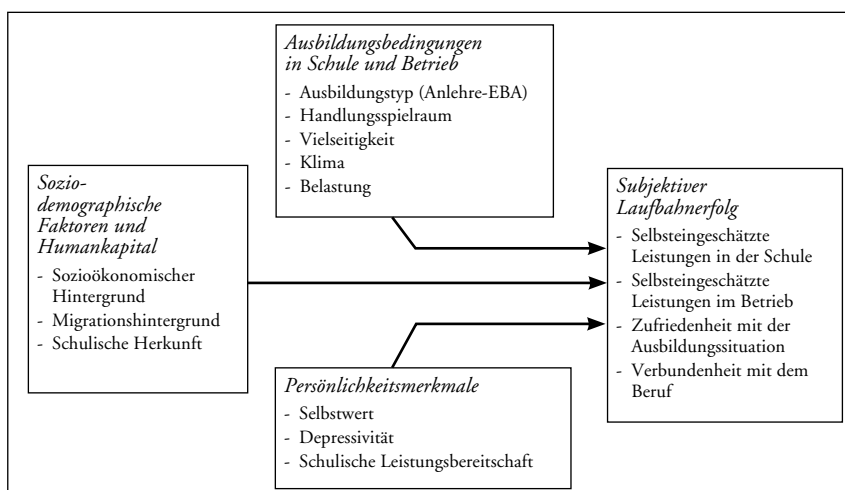 Ausbildungsbedingungen
in Schule und Betrieb
- Ausbildungstyp (Anlehre-EBA)
- Handlungsspielraum
- Vielseitigkeit
- Klima
- Belastung
Sozio-
demographische
Faktoren und
Humankapital
- Sozioökonomischer
Hintergrund
- Migrationshintergrund
- Schulische Herkunft
Subjektiver
Laufbahnerfolg
- Selbsteingeschätzte
Leistungen in der Schule
- Selbsteingeschätzte
Leistungen im Betrieb
- Zufriedenheit mit der
Ausbildungssituation
- Verbundenheit mit dem
Beruf
Persönlichkeitsmerkmale
- Selbstwert
- Depressivität
- Schulische Leistungsbereitschaft